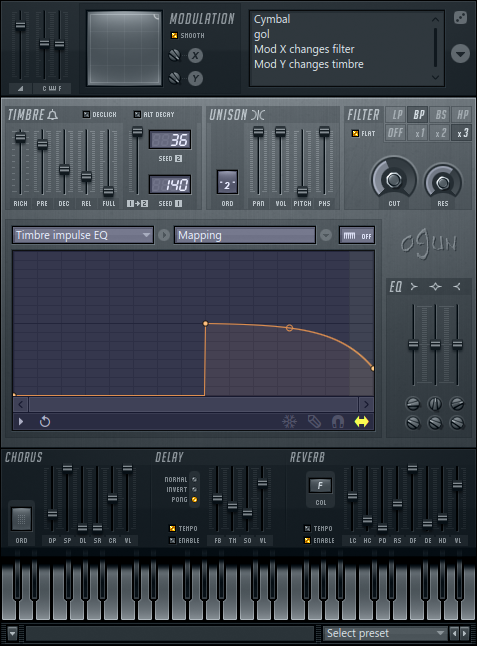 MODULATION
SMOOTH
X
Y
Cymbal
gol
Mod X changes filter
Mod Y changes timbre
C W F
TIMBRE
DECLICK
ALT DECAY
36
SEED 2
140
SEED 1
RICH PRE DEC REL FULL 1→2
UNISON
2
ORD PAN VOL PITCH PHS
FILTER
LP BP BS HP
FLAT
OFF x1 x2 x3
CUT RES
Timbre impulse EQ
Mapping
OFF
ogun
EQ
CHORUS
ORD DP SP DL SR CR VL
DELAY
NORMAL
INVERT
PONG
TEMPO
ENABLE
FB TM SO VL
REVERB
F
COL
TEMPO
ENABLE
LC HC PD RS DF DE HD VL
Select preset